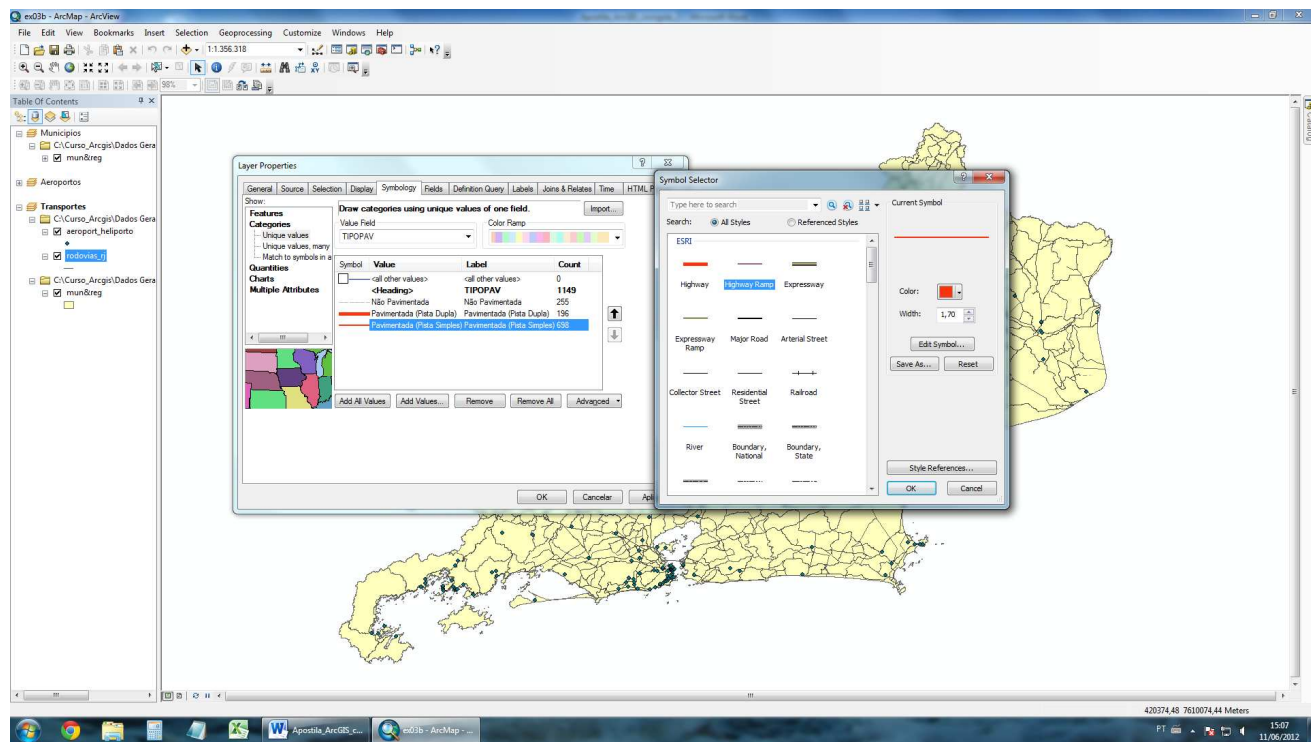 ex03b - ArcMap - ArcView
File Edit View Bookmarks Insert Selection Geoprocessing Customize Windows Help
1:1.356.318
98%
Table Of Contents
Municipios
C:\Curso_Arcgis\Dados Gera
mun&reg
Aeroportos
Transportes
C:\Curso_Arcgis\Dados Gera
aeroport_heliporto
rodovias_rj
C:\Curso_Arcgis\Dados Gera
mun&reg
Layer Properties
General Source Selection Display Symbology Fields Definition Query Labels Joins & Relates Time HTML P
Show:
Features
Categories
Unique values
Unique values, many
Match to symbols in a
Quantities
Charts
Multiple Attributes
Draw categories using unique values of one field.
Import...
Value Field
Color Ramp
TIPOPAV
Symbol Value Label Count
<all other values> <all other values> 0
<Heading> TIPOPAV 1149
Não Pavimentada Não Pavimentada 255
Pavimentada (Pista Dupla) Pavimentada (Pista Dupla) 196
Pavimentada (Pista Simples) Pavimentada (Pista Simples) 698
Add All Values Add Values... Remove Remove All Advanced
OK Cancelar Apli
Symbol Selector
Type here to search
Search: All Styles Referenced Styles
ESRI
Highway Highway Ramp Expressway
Expressway Ramp Major Road Arterial Street
Collector Street Residential Street Railroad
River Boundary, National Boundary, State
Current Symbol
Color:
Width: 1,70
Edit Symbol...
Save As... Reset
Style References...
OK Cancel
Catalog
420374,48 7610074,44 Meters
Apostila_ArcGIS_c...
ex03b - ArcMap - ...
PT
15:07
11/06/2012